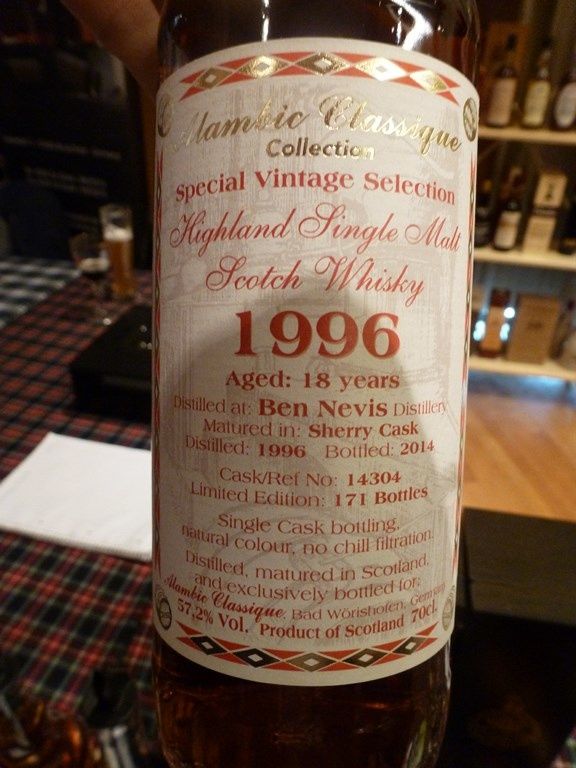 Alambic Classique
Collection
Special Vintage Selection
Highland Single Malt
Scotch Whisky
1996
Aged: 18 years
Distilled at: Ben Nevis Distillery
Matured in: Sherry Cask
Distilled: 1996 Bottled: 2014
Cask/Ref No: 14304
Limited Edition: 171 Bottles
Single Cask bottling,
natural colour, no chill filtration.
Distilled, matured in Scotland
and exclusively bottled for:
Alambic Classique, Bad Wörishofen, Germany
57,2% Vol. Product of Scotland 70cl.